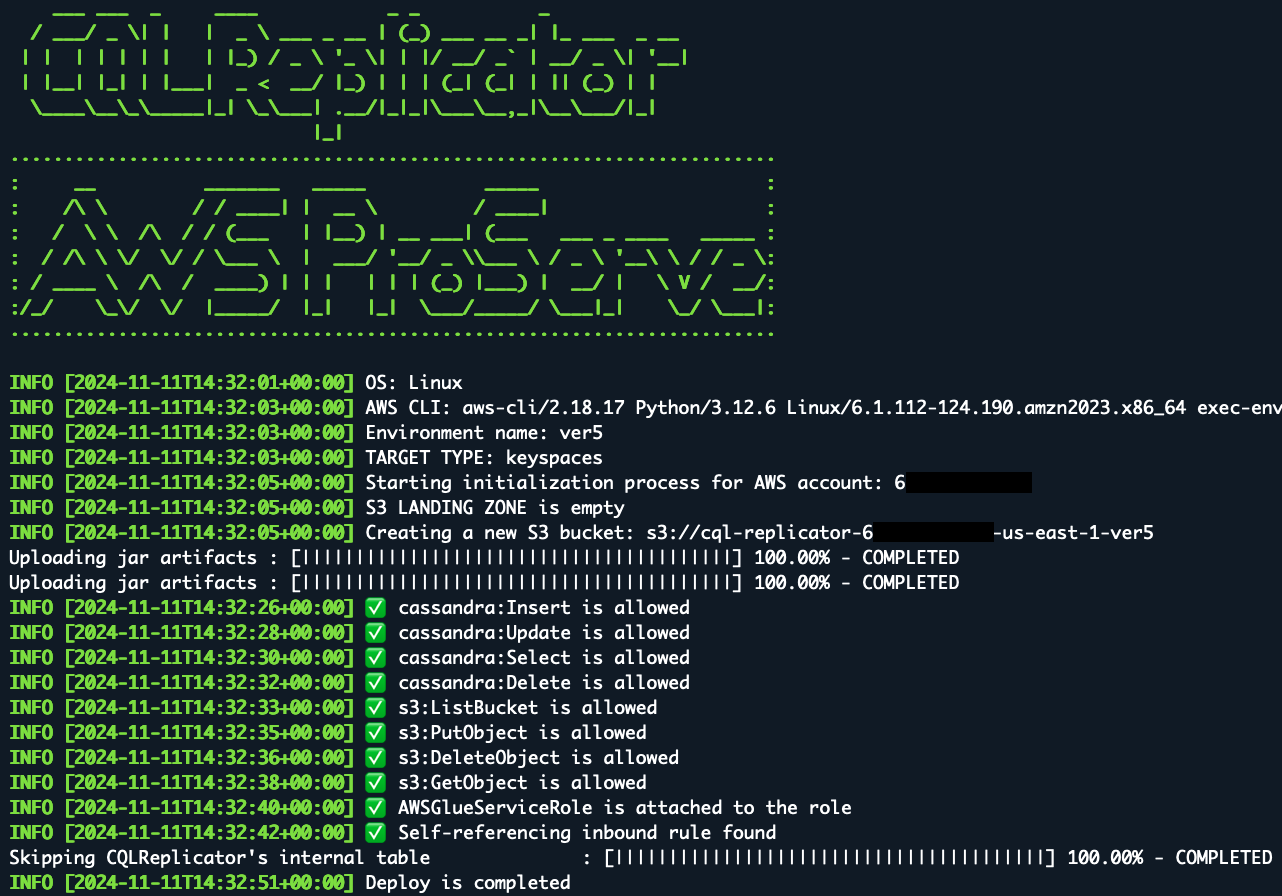 CQLReplicator
AWS ProServe
INFO [2024-11-11T14:32:01+00:00] OS: Linux
INFO [2024-11-11T14:32:03+00:00] AWS CLI: aws-cli/2.18.17 Python/3.12.6 Linux/6.1.112-124.190.amzn2023.x86_64 exec-env
INFO [2024-11-11T14:32:03+00:00] Environment name: ver5
INFO [2024-11-11T14:32:03+00:00] TARGET TYPE: keyspaces
INFO [2024-11-11T14:32:05+00:00] Starting initialization process for AWS account: 6
INFO [2024-11-11T14:32:05+00:00] S3 LANDING ZONE is empty
INFO [2024-11-11T14:32:05+00:00] Creating a new S3 bucket: s3://cql-replicator-6 -us-east-1-ver5
Uploading jar artifacts : [||||||||||||||||||||||||||||||||||||||||] 100.00% - COMPLETED
Uploading jar artifacts : [||||||||||||||||||||||||||||||||||||||||] 100.00% - COMPLETED
INFO [2024-11-11T14:32:26+00:00] ✅ cassandra:Insert is allowed
INFO [2024-11-11T14:32:28+00:00] ✅ cassandra:Update is allowed
INFO [2024-11-11T14:32:30+00:00] ✅ cassandra:Select is allowed
INFO [2024-11-11T14:32:32+00:00] ✅ cassandra:Delete is allowed
INFO [2024-11-11T14:32:33+00:00] ✅ s3:ListBucket is allowed
INFO [2024-11-11T14:32:35+00:00] ✅ s3:PutObject is allowed
INFO [2024-11-11T14:32:36+00:00] ✅ s3:DeleteObject is allowed
INFO [2024-11-11T14:32:38+00:00] ✅ s3:GetObject is allowed
INFO [2024-11-11T14:32:40+00:00] ✅ AWSGlueServiceRole is attached to the role
INFO [2024-11-11T14:32:42+00:00] ✅ Self-referencing inbound rule found
Skipping CQLReplicator's internal table : [||||||||||||||||||||||||||||||||||||||||] 100.00% - COMPLETED
INFO [2024-11-11T14:32:51+00:00] Deploy is completed